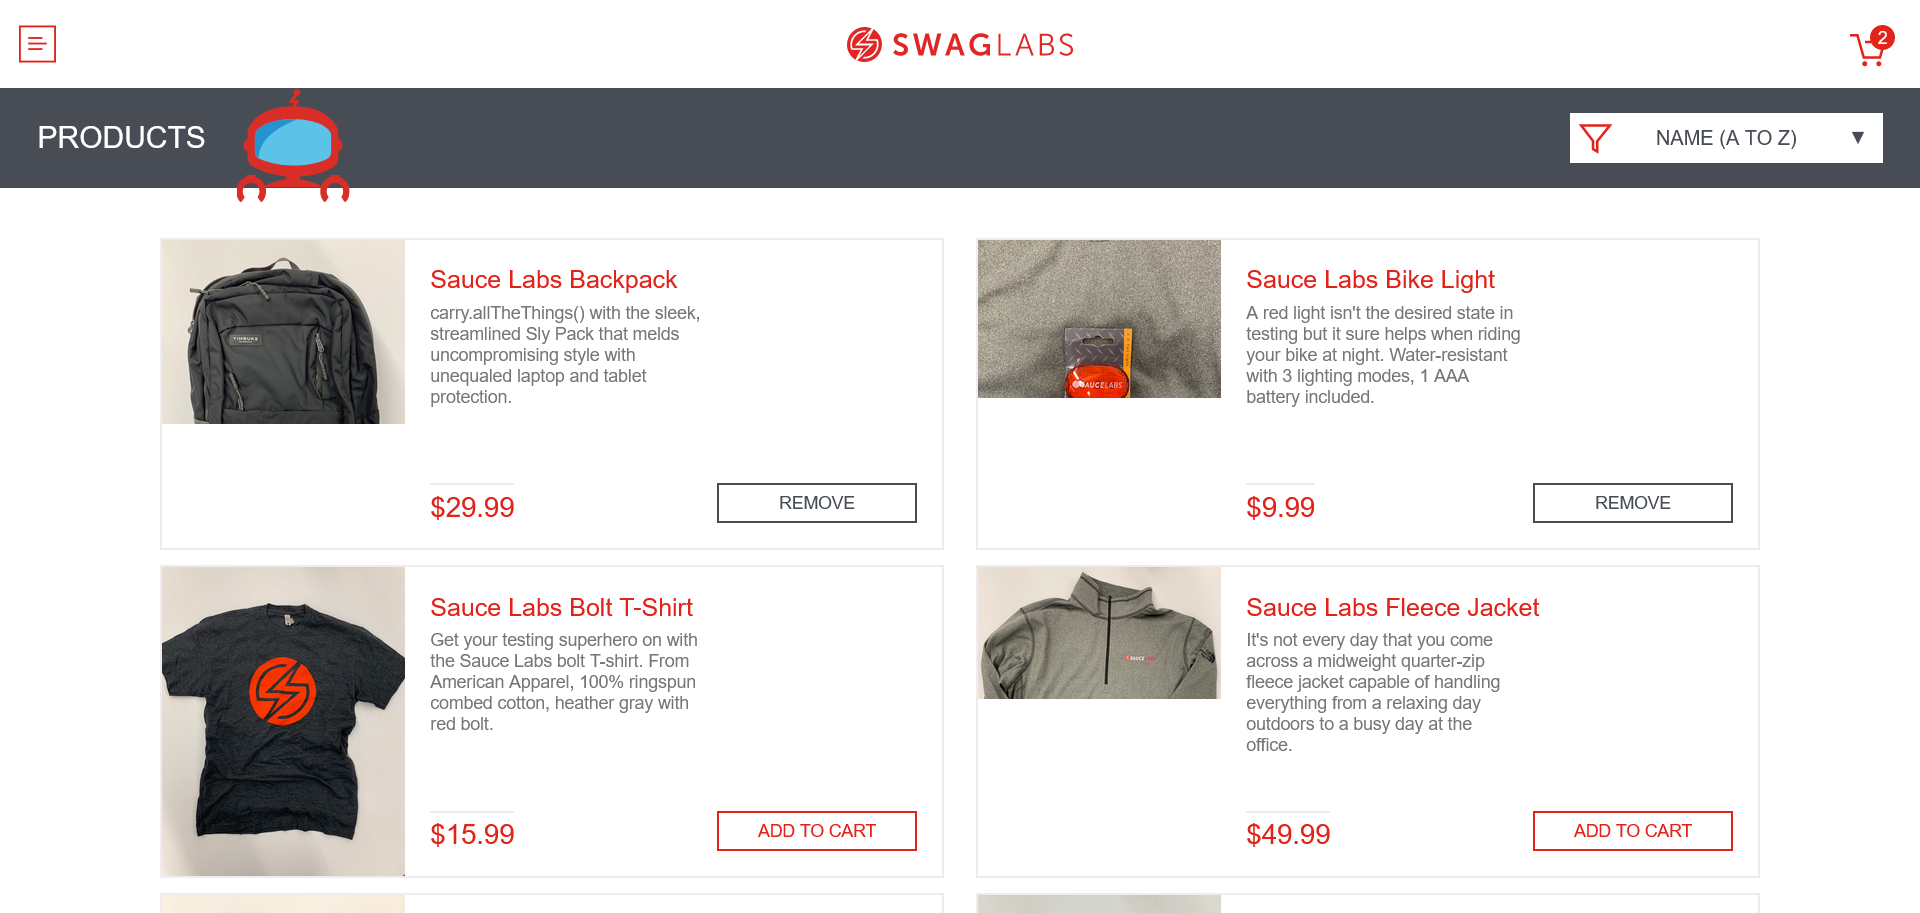 SWAGLABS
2
PRODUCTS
NAME (A TO Z)
TIMBUK2
Sauce Labs Backpack
carry.allTheThings() with the sleek,
streamlined Sly Pack that melds
uncompromising style with
unequaled laptop and tablet
protection.
$29.99
REMOVE
SAUCELABS
Sauce Labs Bike Light
A red light isn't the desired state in
testing but it sure helps when riding
your bike at night. Water-resistant
with 3 lighting modes, 1 AAA
battery included.
$9.99
REMOVE
Sauce Labs Bolt T-Shirt
Get your testing superhero on with
the Sauce Labs bolt T-shirt. From
American Apparel, 100% ringspun
combed cotton, heather gray with
red bolt.
$15.99
ADD TO CART
SAUCELABS
Sauce Labs Fleece Jacket
It's not every day that you come
across a midweight quarter-zip
fleece jacket capable of handling
everything from a relaxing day
outdoors to a busy day at the
office.
$49.99
ADD TO CART